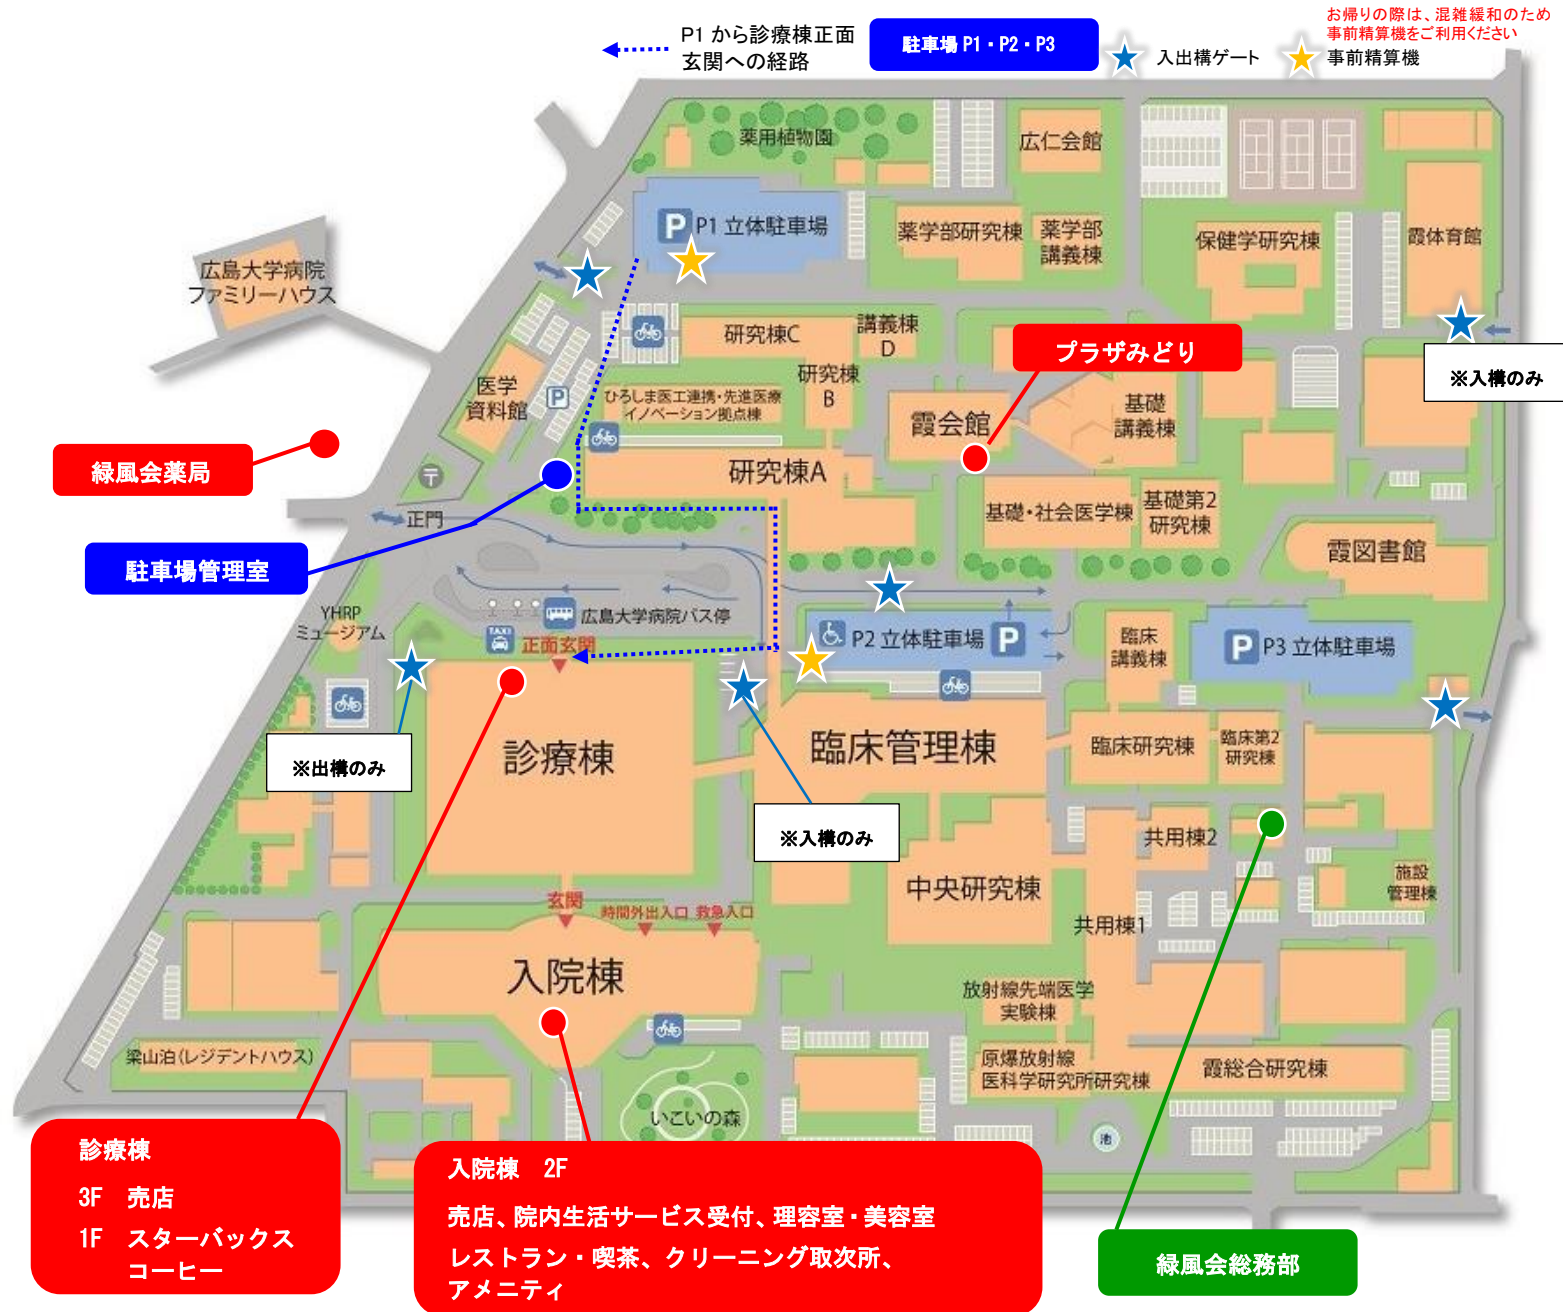 お帰りの際は、混雑緩和のため
事前精算機をご利用ください
P1 から診療棟正面
玄関への経路
駐車場 P1・P2・P3
入出構ゲート
事前精算機
薬用植物園
広仁会館
P P1 立体駐車場
薬学部研究棟
薬学部
講義棟
保健学研究棟
霞体育館
広島大学病院
ファミリーハウス
研究棟C
講義棟
D
プラザみどり
※入構のみ
医学
資料館
P
ひろしま医工連携・先進医療
イノベーション拠点棟
研究棟
B
霞会館
基礎
講義棟
緑風会薬局
研究棟A
基礎・社会医学棟
基礎第2
研究棟
正門
霞図書館
駐車場管理室
YHRP
ミュージアム
広島大学病院バス停
TAXI
正面玄関
P2 立体駐車場 P
臨床
講義棟
P P3 立体駐車場
※出構のみ
診療棟
臨床管理棟
臨床研究棟
臨床第2
研究棟
※入構のみ
共用棟2
中央研究棟
施設
管理棟
玄関
時間外出入口
救急入口
共用棟1
入院棟
放射線先端医学
実験棟
梁山泊(レジデントハウス)
原爆放射線
医科学研究所研究棟
霞総合研究棟
いこいの森
池
診療棟
3F 売店
1F スターバックス
コーヒー
入院棟 2F
売店、院内生活サービス受付、理容室・美容室
レストラン・喫茶、クリーニング取次所、
アメニティ
緑風会総務部